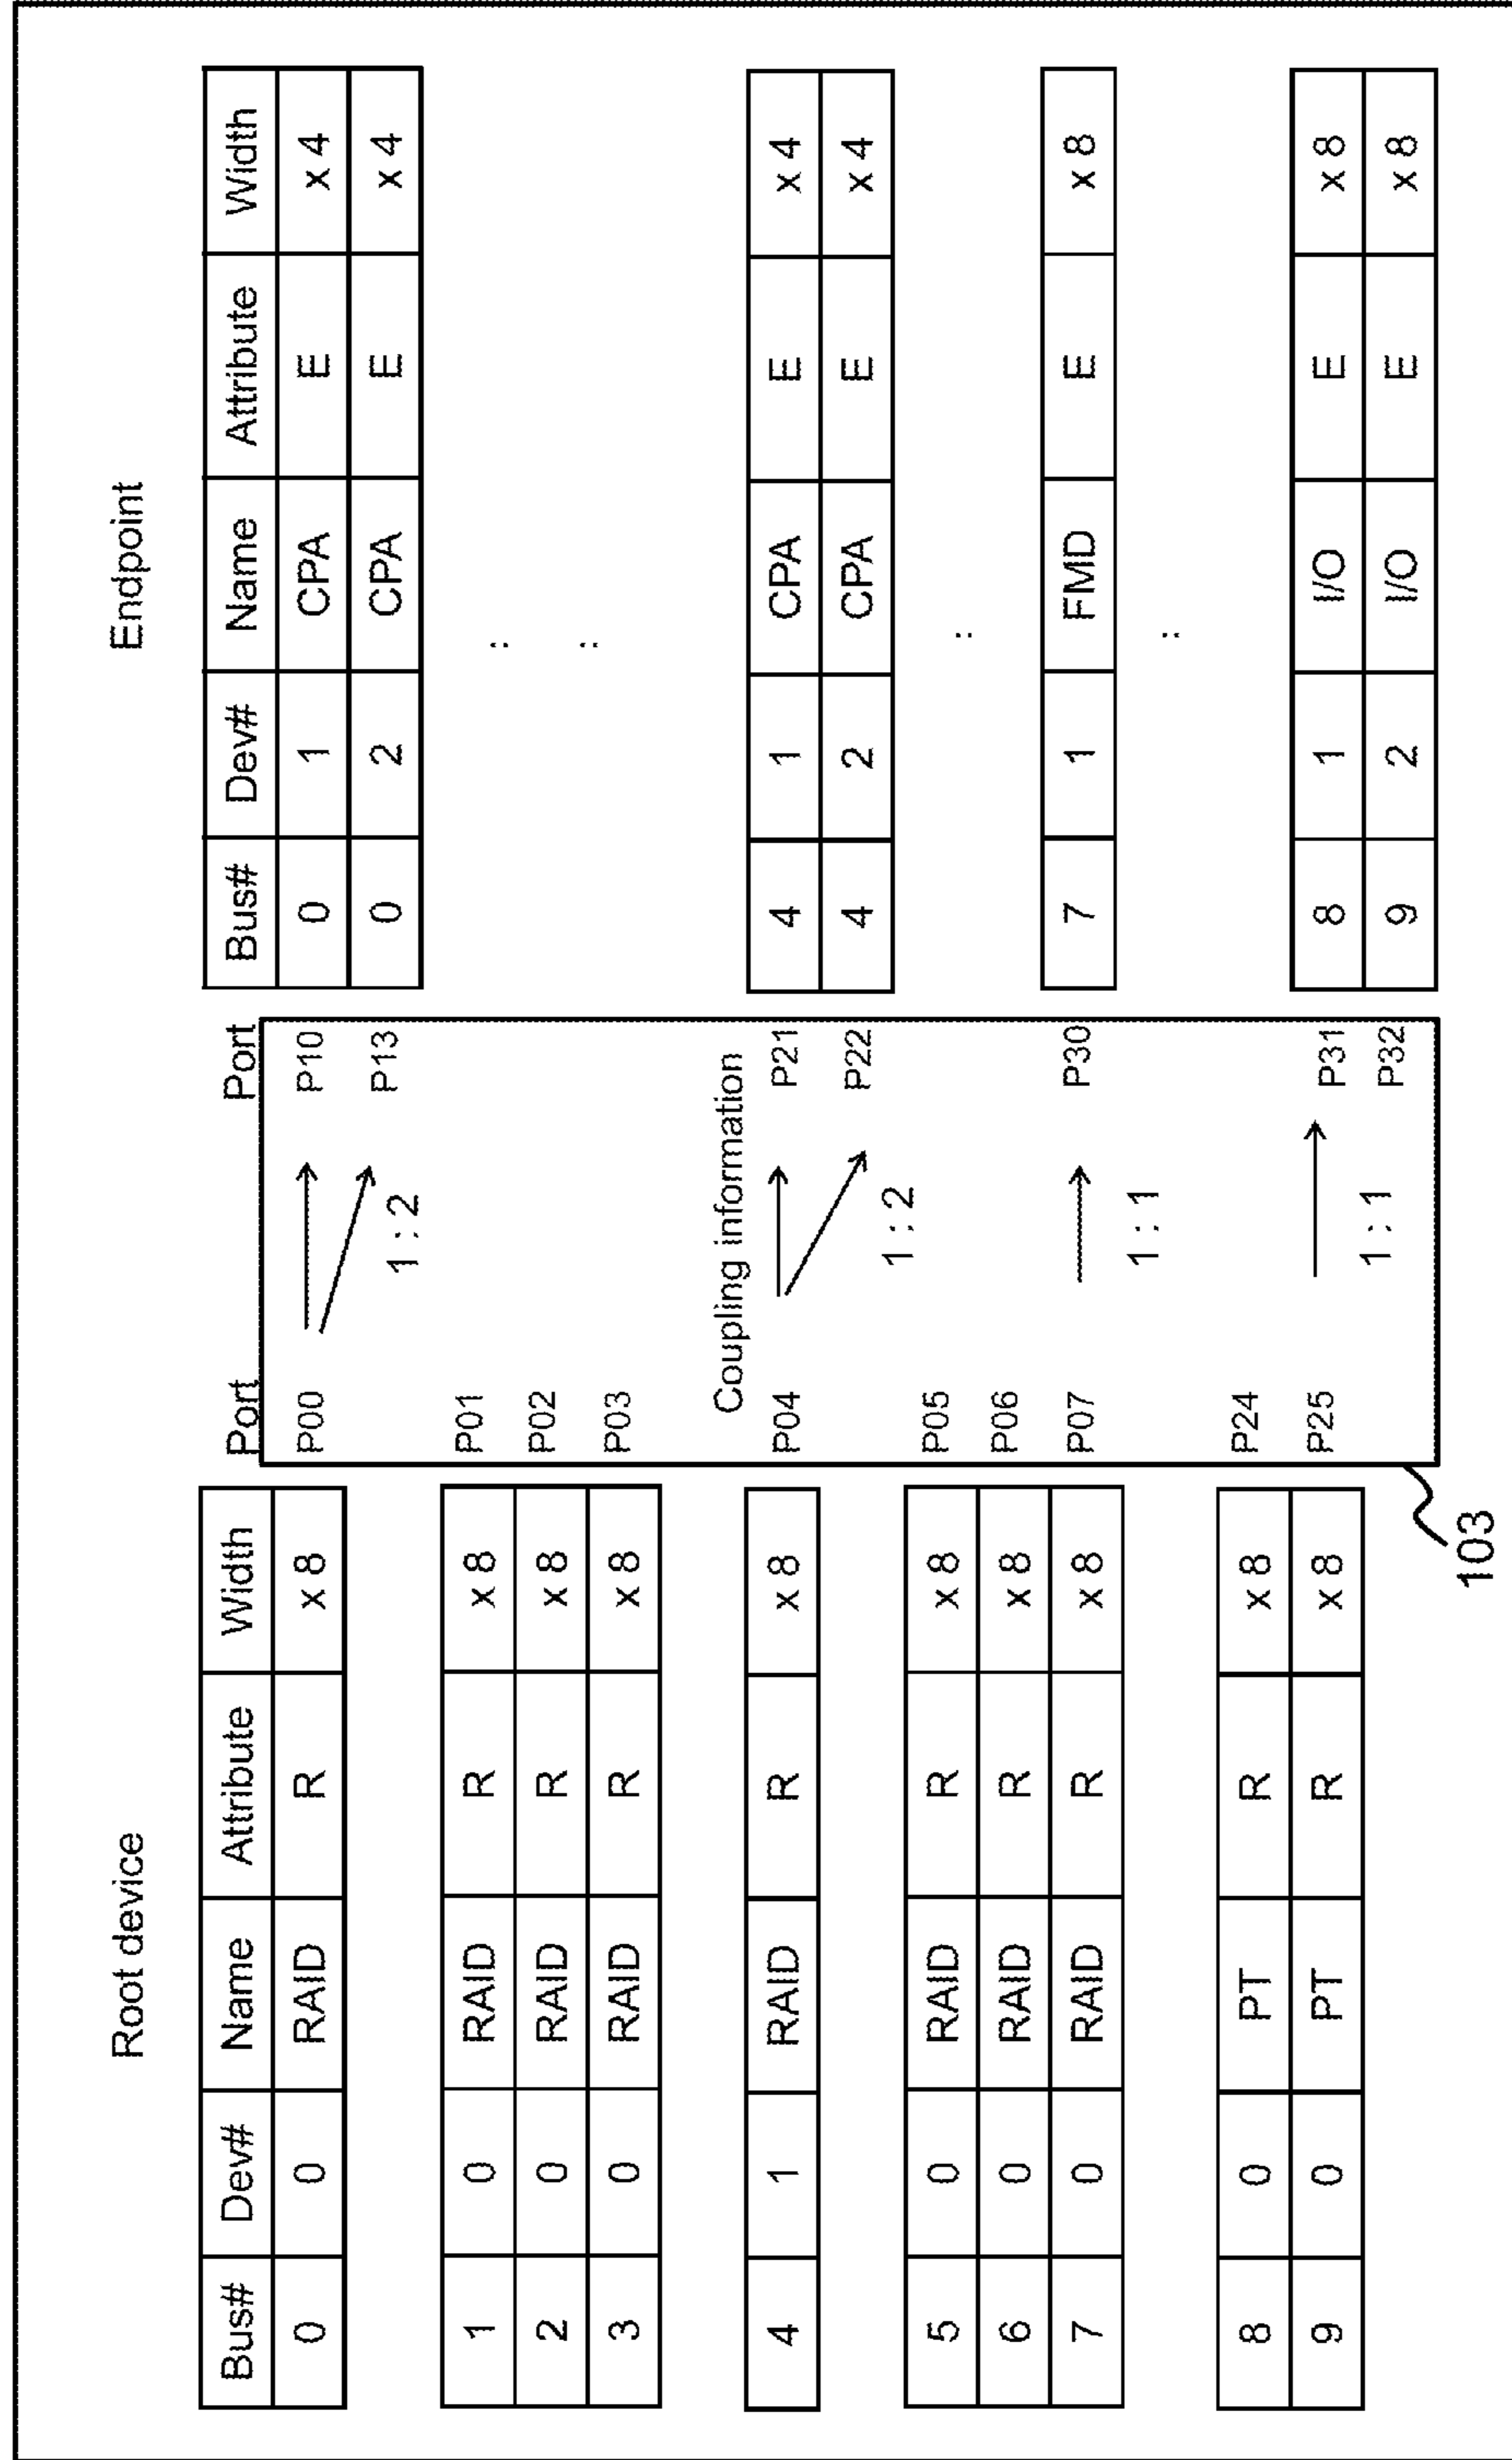 Root device
Bus# Dev# Name Attribute Width
0 0 RAID R x 8
1 0 RAID R x 8
2 0 RAID R x 8
3 0 RAID R x 8
4 1 RAID R x 8
5 0 RAID R x 8
6 0 RAID R x 8
7 0 RAID R x 8
8 0 PT R x 8
9 0 PT R x 8
Port Port
P00 P10
P13
1 : 2
P01
P02
P03
Coupling information
P04 P21
P22
1 : 2
P05
P06
P07 P30
1 : 1
P24
P25 P31
1 : 1 P32
103
Endpoint
Bus# Dev# Name Attribute Width
0 1 CPA E x 4
0 2 CPA E x 4
:
:
4 1 CPA E x 4
4 2 CPA E x 4
:
7 1 FMD E x 8
:
8 1 I/O E x 8
9 2 I/O E x 8